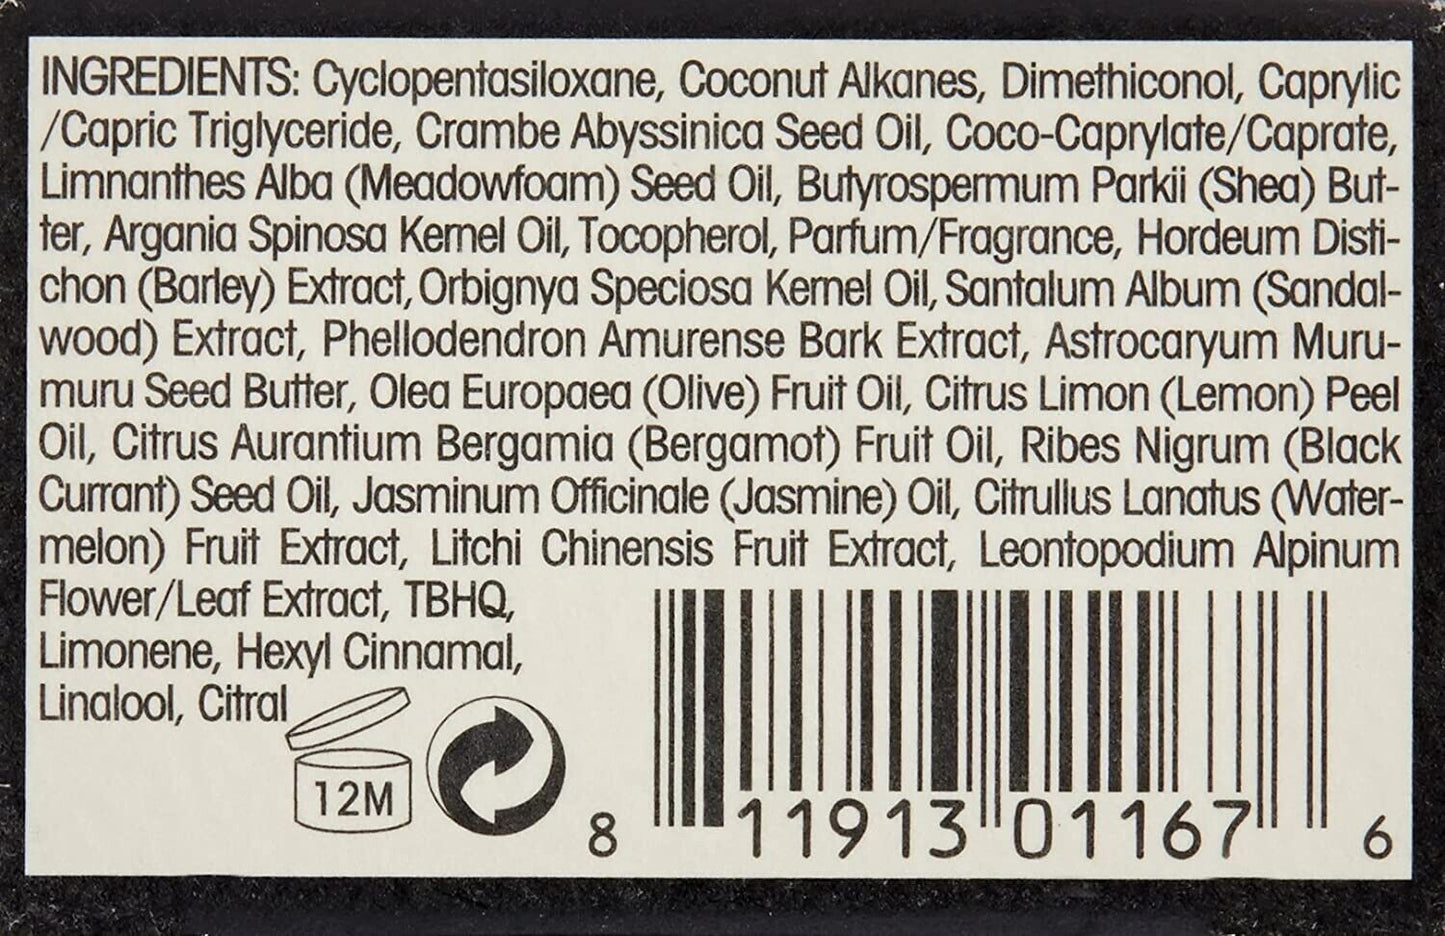 INGREDIENTS: Cyclopentasiloxane, Coconut Alkanes, Dimethiconol, Caprylic
/Capric Triglyceride, Crambe Abyssinica Seed Oil, Coco-Caprylate/Caprate,
Limnanthes Alba (Meadowfoam) Seed Oil, Butyrospermum Parkii (Shea) But-
ter, Argania Spinosa Kernel Oil, Tocopherol, Parfum/Fragrance, Hordeum Disti-
chon (Barley) Extract, Orbignya Speciosa Kernel Oil, Santalum Album (Sandal-
wood) Extract, Phellodendron Amurense Bark Extract, Astrocaryum Muru-
muru Seed Butter, Olea Europaea (Olive) Fruit Oil, Citrus Limon (Lemon) Peel
Oil, Citrus Aurantium Bergamia (Bergamot) Fruit Oil, Ribes Nigrum (Black
Currant) Seed Oil, Jasminum Officinale (Jasmine) Oil, Citrullus Lanatus (Water-
melon) Fruit Extract, Litchi Chinensis Fruit Extract, Leontopodium Alpinum
Flower/Leaf Extract, TBHQ,
Limonene, Hexyl Cinnamal,
Linalool, Citral
12M
8 11913 01167 6